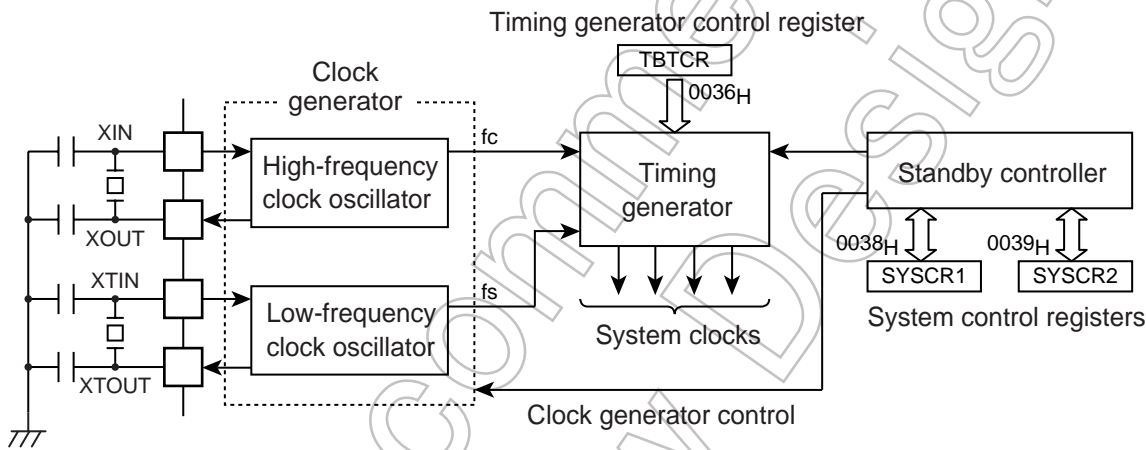 Timing generator control register
TBTCR
0036H
Clock
generator
XIN
High-frequency
clock oscillator
fc
Timing
generator
Standby controller
XOUT
0038H
0039H
XTIN
SYSCR1
SYSCR2
Low-frequency
clock oscillator
fs
System clocks
System control registers
XTOUT
Clock generator control